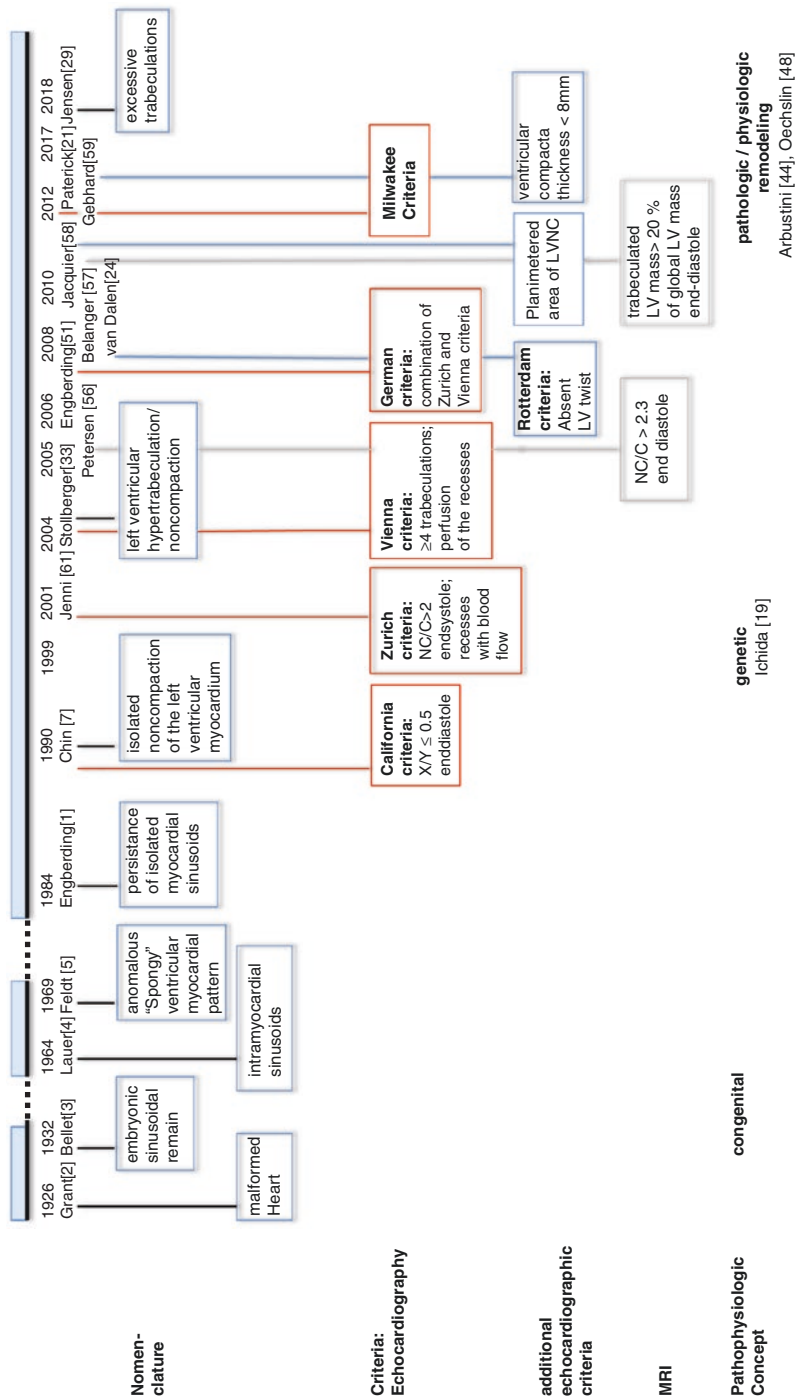 1926
1932
1964
1969
1984
1990
1999
2001
2004
2005
2006
2008
2010
2012
2017
2018
Grant[2]
Bellet[3]
Lauer[4]
Feldt [5]
Engberding[1]
Chin [7]
Jenni [61]
Stollberger[33]
Petersen [56]
Engberding[51]
Belanger [57]
van Dalen[24]
Jacquier[58]
Paterick[21]
Gebhard[59]
Jensen[29]
Nomen-
clature
malformed
Heart
embryonic
sinusoidal
remain
intramyocardial
sinusoids
anomalous
“Spongy”
ventricular
myocardial
pattern
persistance
of isolated
myocardial
sinusoids
isolated
noncompaction
of the left
ventricular
myocardium
left ventricular
hypertrabeculation/
noncompaction
excessive
trabeculations
Criteria:
Echocardiography
California
criteria:
X/Y ≤ 0.5
enddiastole
Zurich
criteria:
NC/C>2
endsystole;
recesses
with blood
flow
Vienna
criteria:
≥4 trabeculations;
perfusion
of the recesses
German
criteria:
combination of
Zurich and
Vienna criteria
Milwakee
Criteria
additional
echocardiographic
criteria
Rotterdam
criteria:
Absent
LV twist
Planimetered
area of LVNC
ventricular
compacta
thickness < 8mm
MRI
NC/C > 2.3
end diastole
trabeculated
LV mass> 20 %
of global LV mass
end-diastole
Pathophysiologic
Concept
congenital
genetic
Ichida [19]
pathologic / physiologic
remodeling
Arbustini [44], Oechslin [48]